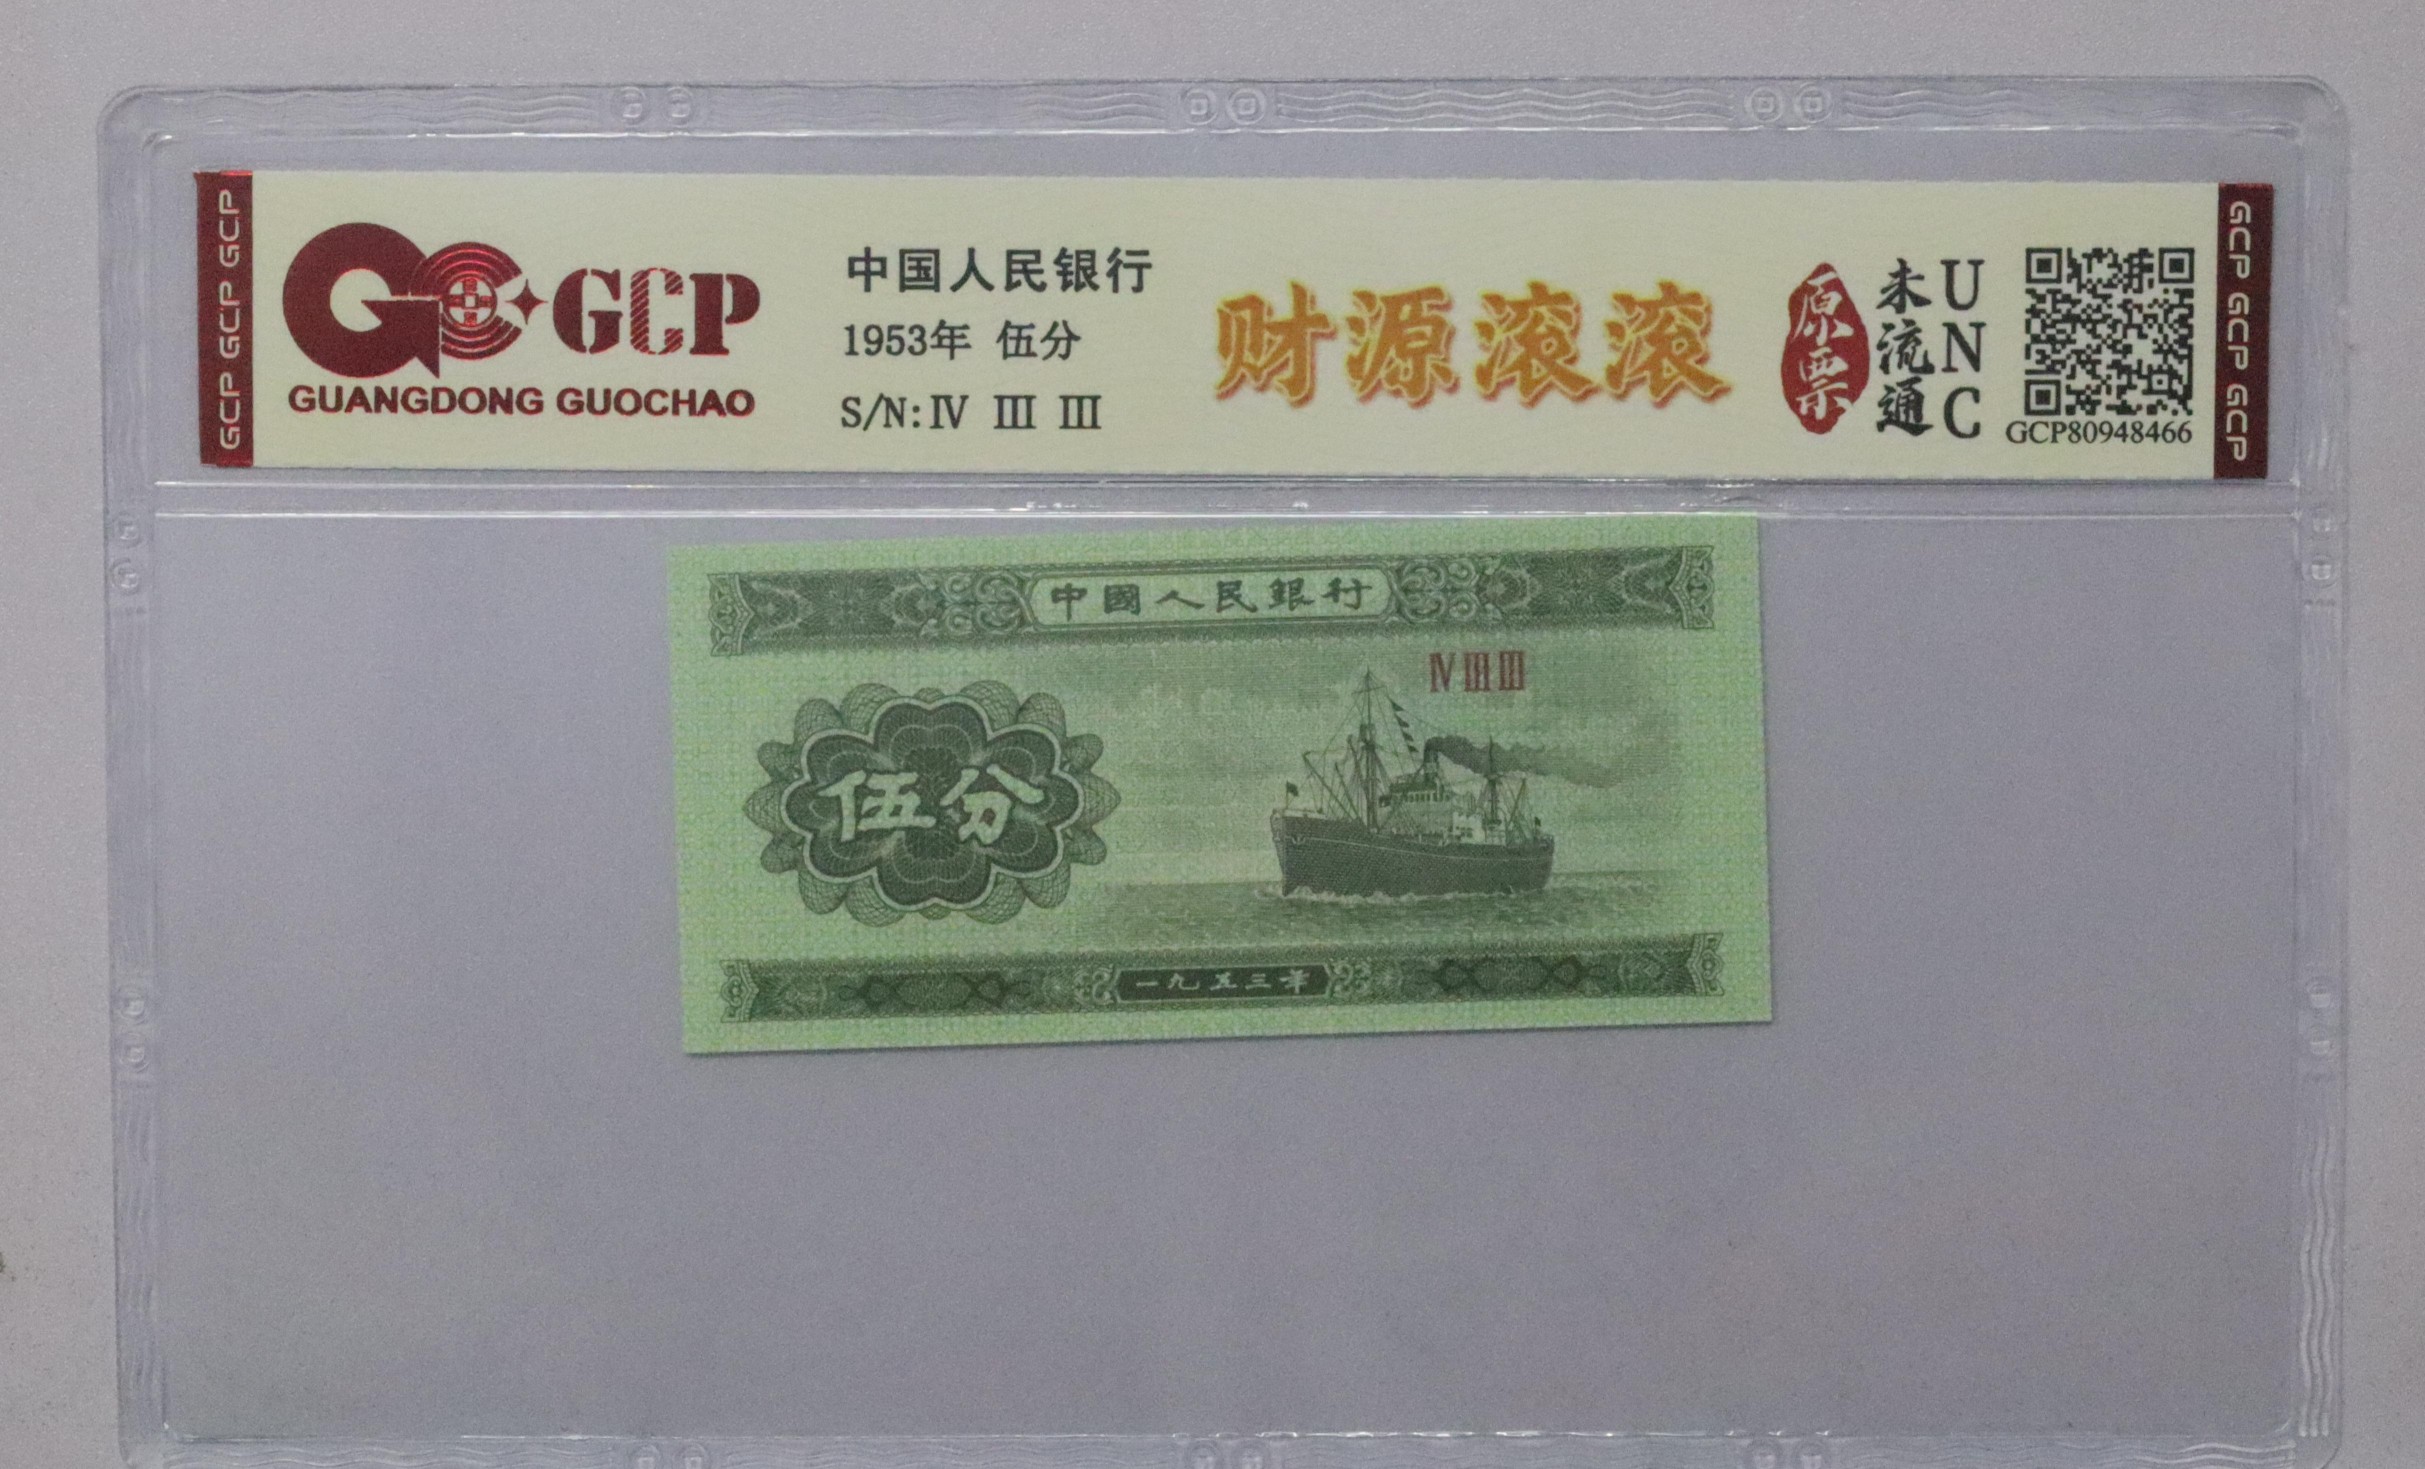 GCP GCP GCP
GCP
GUANGDONG GUOCHAO
中国人民银行
1953年 伍分
S/N: IV III III
财源滚滚
原票
未流通
UNC
GCP80948466
GCP GCP GCP
中國人民銀行
IV III III
伍分
一九五三年